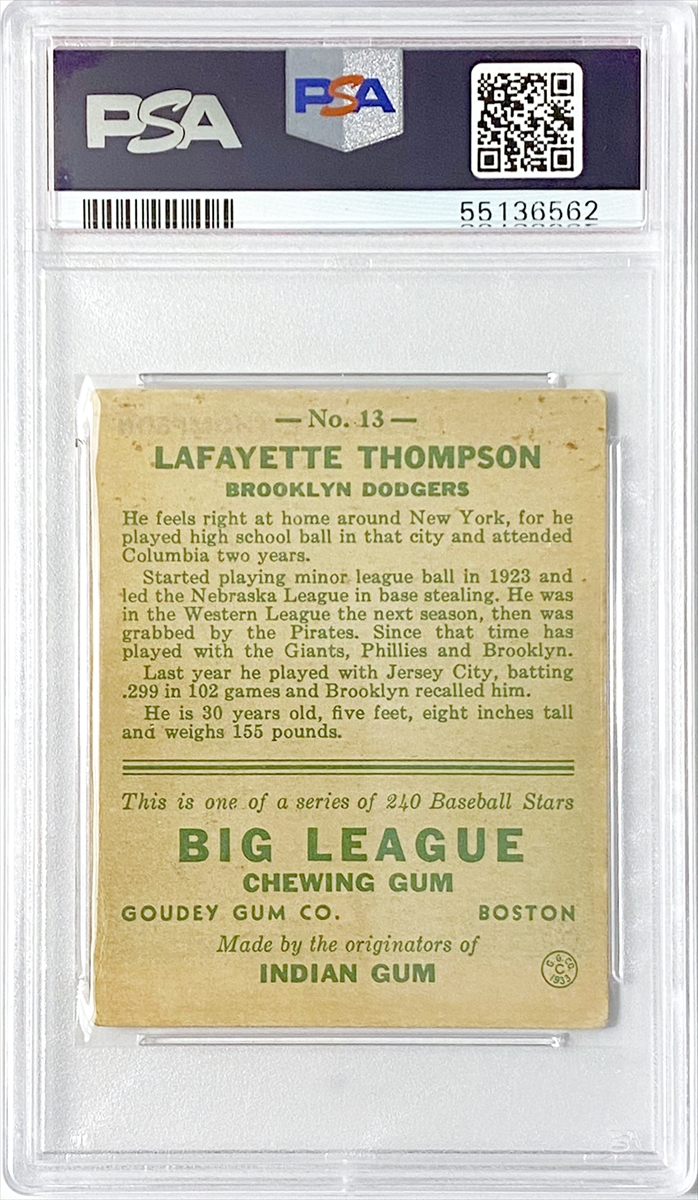 PSA
PSA
55136562
— No. 13 —
LAFAYETTE THOMPSON
BROOKLYN DODGERS
He feels right at home around New York, for he
played high school ball in that city and attended
Columbia two years.
Started playing minor league ball in 1923 and
led the Nebraska League in base stealing. He was
in the Western League the next season, then was
grabbed by the Pirates. Since that time has
played with the Giants, Phillies and Brooklyn.
Last year he played with Jersey City, batting
.299 in 102 games and Brooklyn recalled him.
He is 30 years old, five feet, eight inches tall
and weighs 155 pounds.
This is one of a series of 240 Baseball Stars
BIG LEAGUE
CHEWING GUM
GOUDEY GUM CO. BOSTON
Made by the originators of
INDIAN GUM
G. G. CO.
C
1933